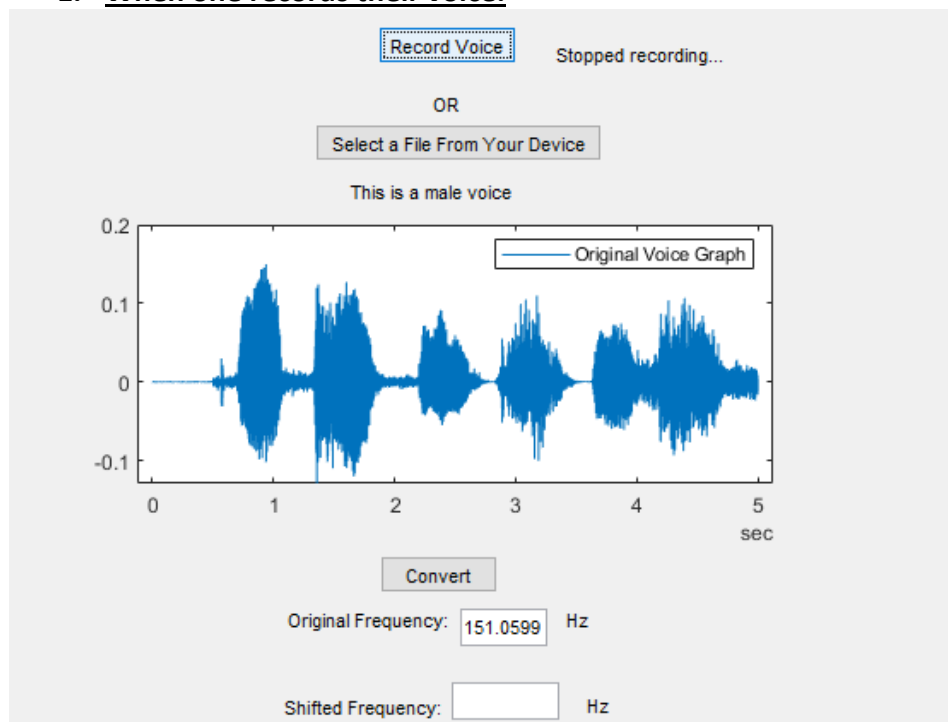 Record Voice
Stopped recording...
OR
Select a File From Your Device
This is a male voice
0.2
Original Voice Graph
0.1
0
-0.1
0 1 2 3 4 5
sec
Convert
Original Frequency: 151.0599 Hz
Shifted Frequency: Hz